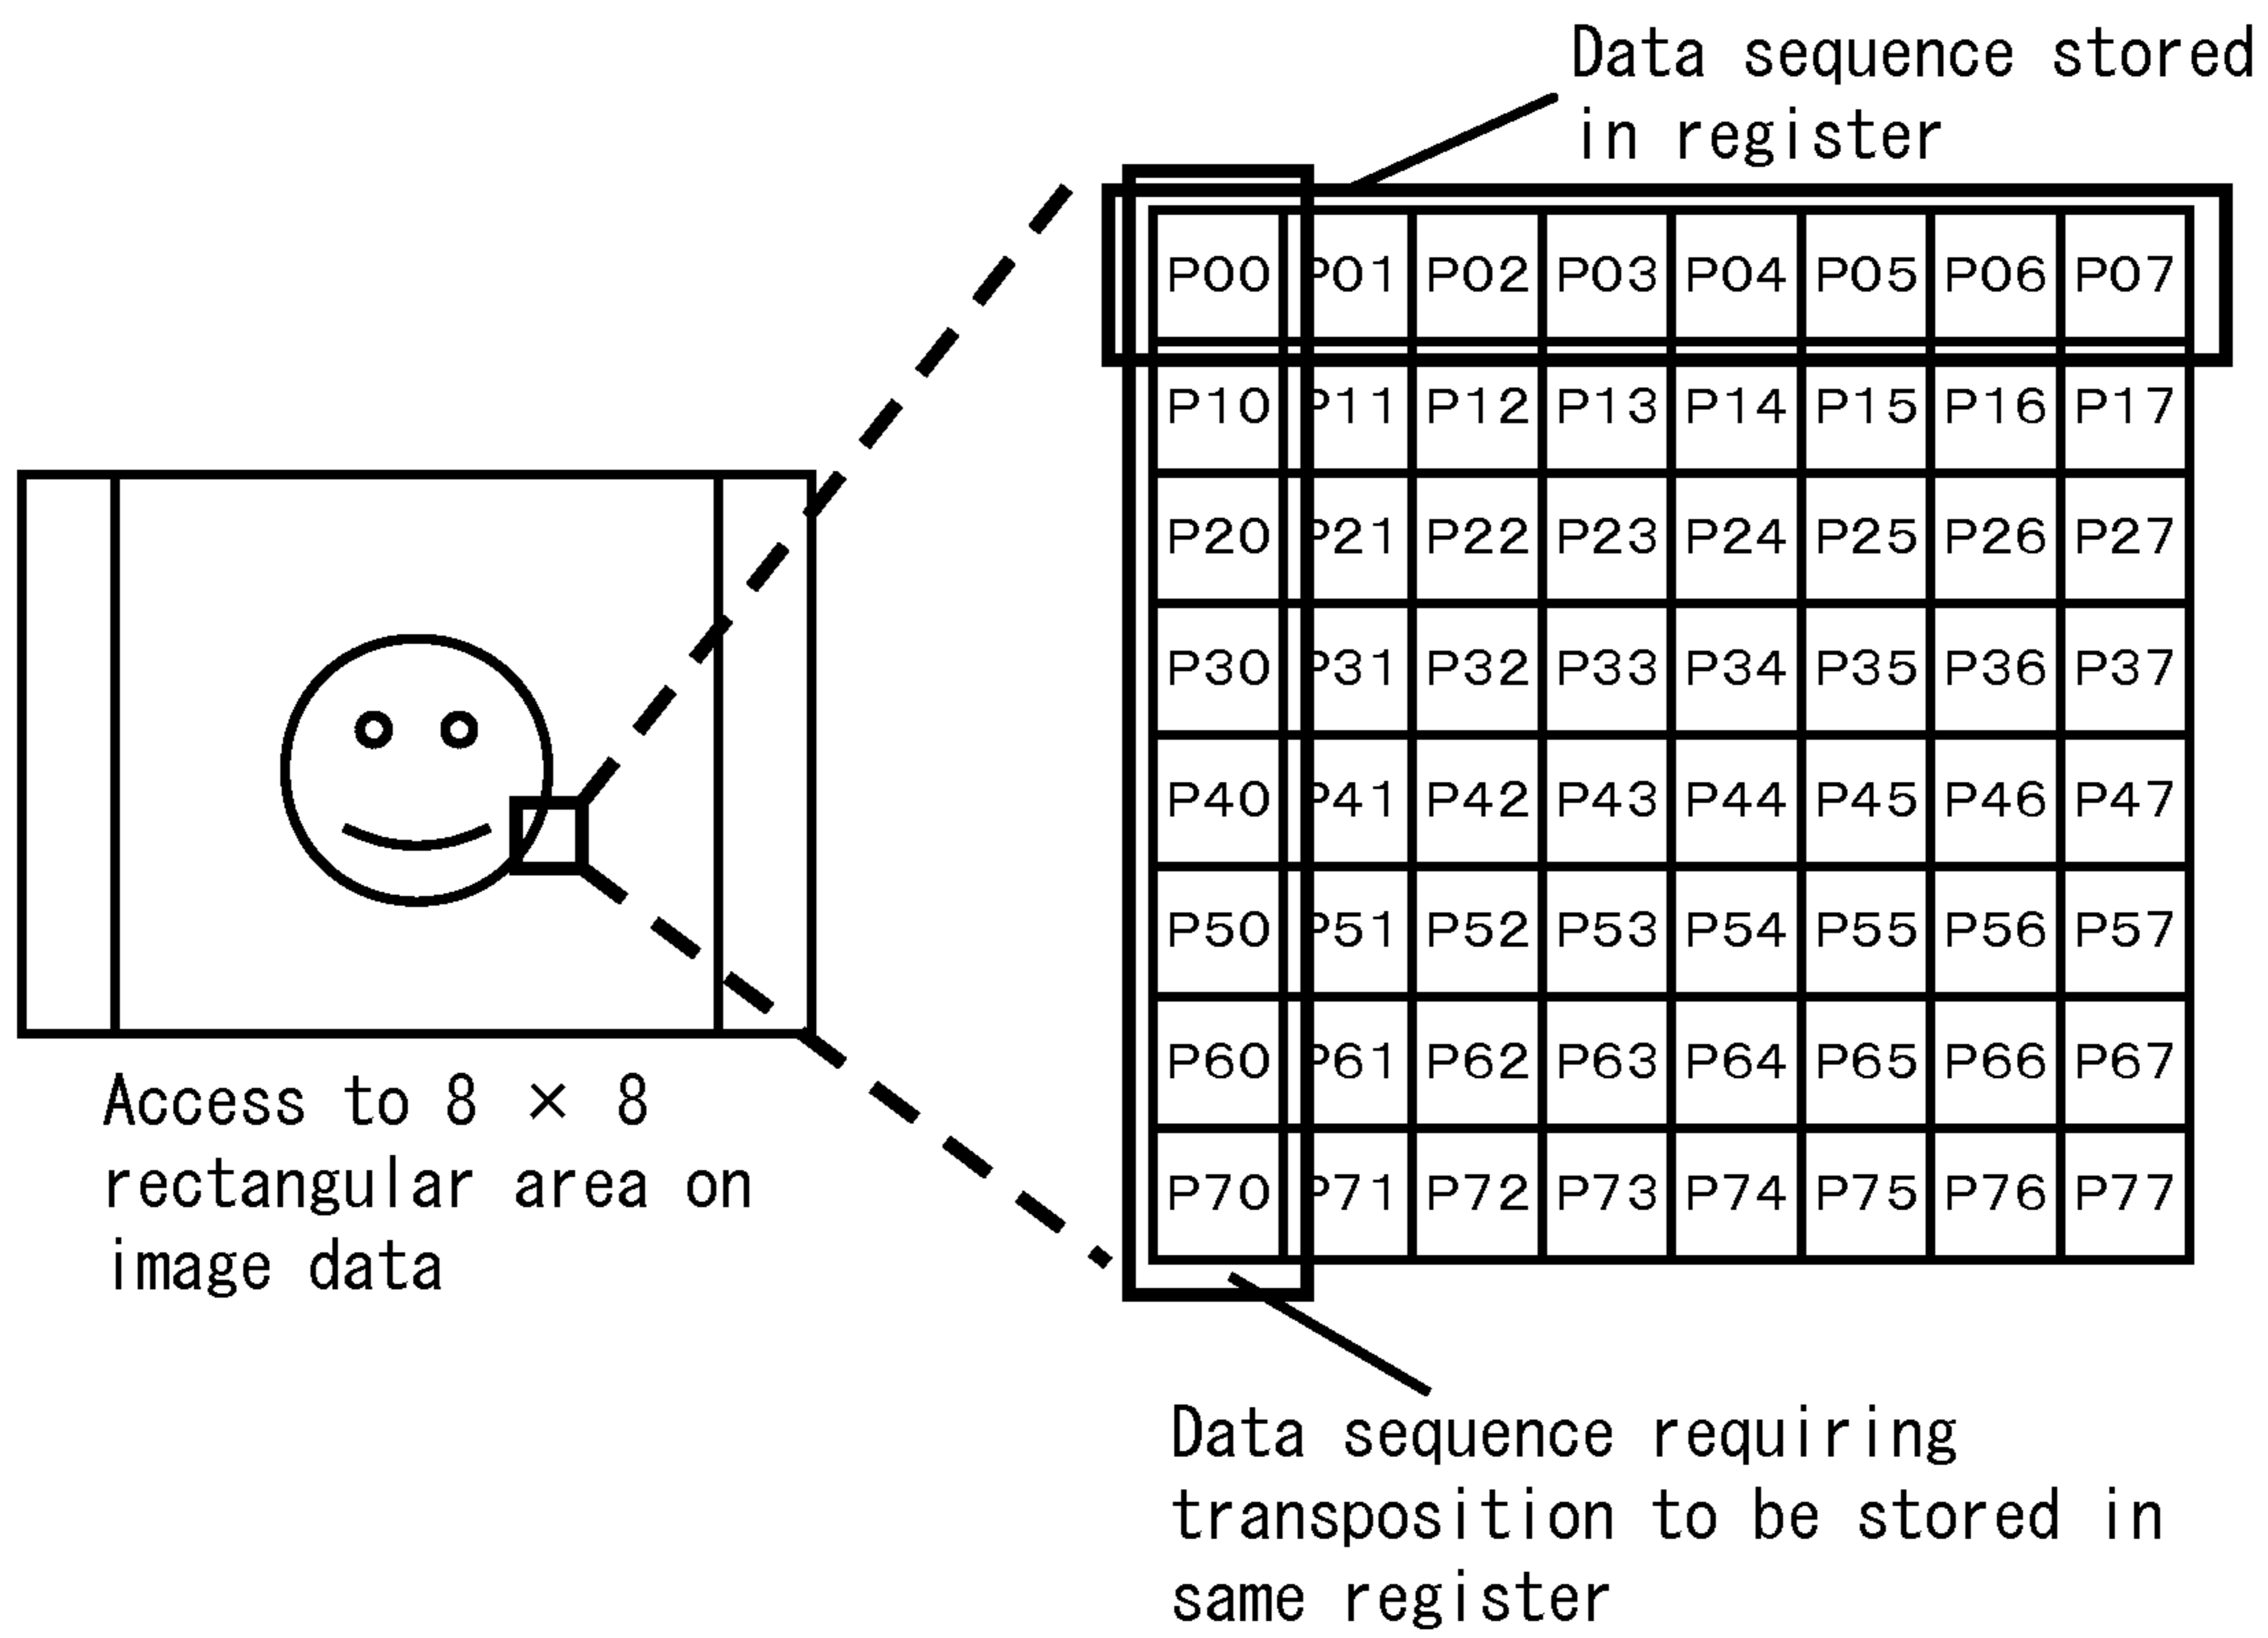 Data sequence stored
in register
P00 P01 P02 P03 P04 P05 P06 P07
P10 P11 P12 P13 P14 P15 P16 P17
P20 P21 P22 P23 P24 P25 P26 P27
P30 P31 P32 P33 P34 P35 P36 P37
P40 P41 P42 P43 P44 P45 P46 P47
P50 P51 P52 P53 P54 P55 P56 P57
P60 P61 P62 P63 P64 P65 P66 P67
P70 P71 P72 P73 P74 P75 P76 P77
Access to 8 × 8
rectangular area on
image data
Data sequence requiring
transposition to be stored in
same register